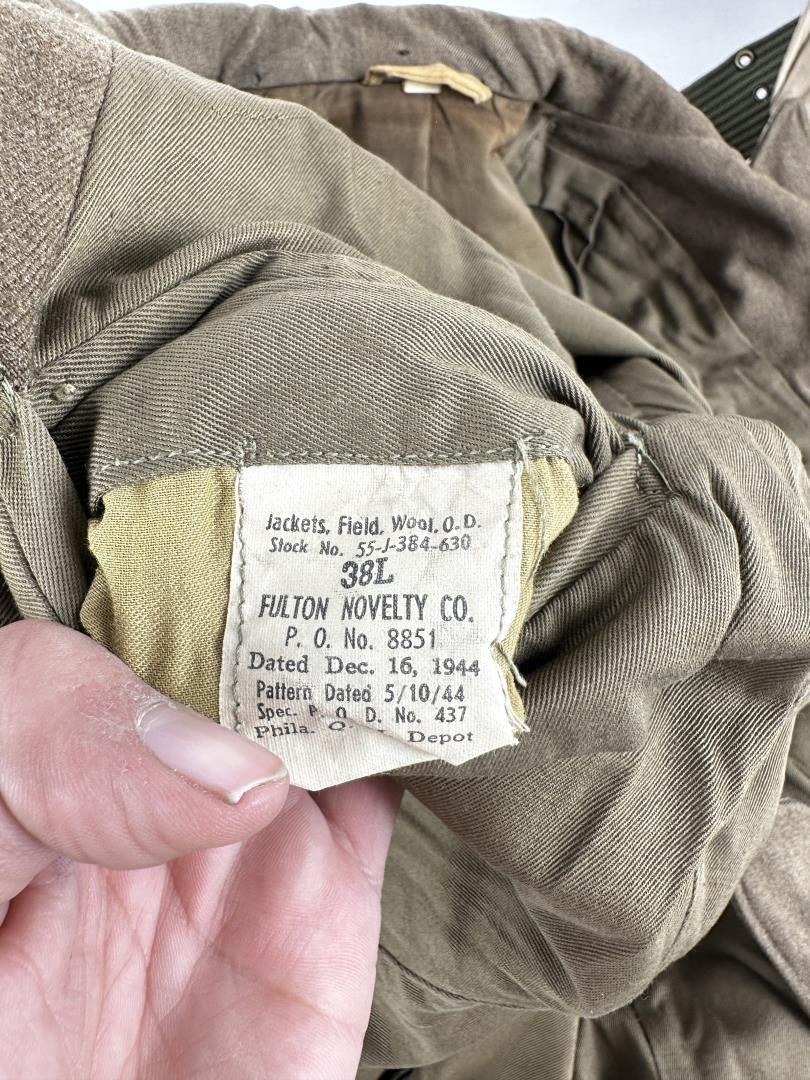 Jackets, Field, Wool, O.D.
Stock No. 55-J-384-630
38L
FULTON NOVELTY CO.
P. O. No. 8851
Dated Dec. 16, 1944
Pattern Dated 5/10/44
Spec. P. Q. D. No. 437
Phila. Depot